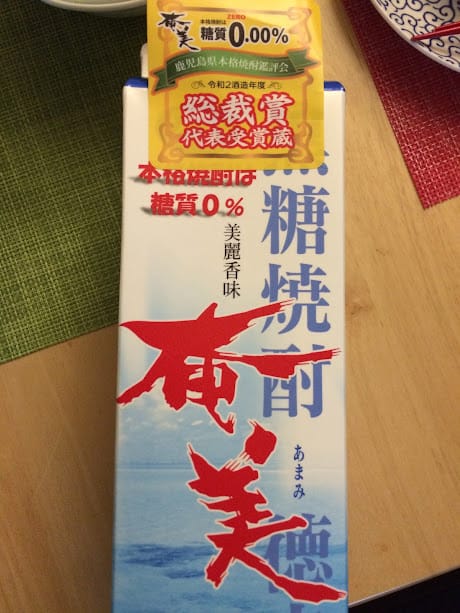 奄美
ZERO
本格焼酎は
糖質0.00%
鹿児島県本格焼酎鑑評会
令和2酒造年度
総裁賞
代表受賞蔵
本格焼酎は
糖質0%
美麗香味
黒糖焼酎
奄美
あまみ
徳